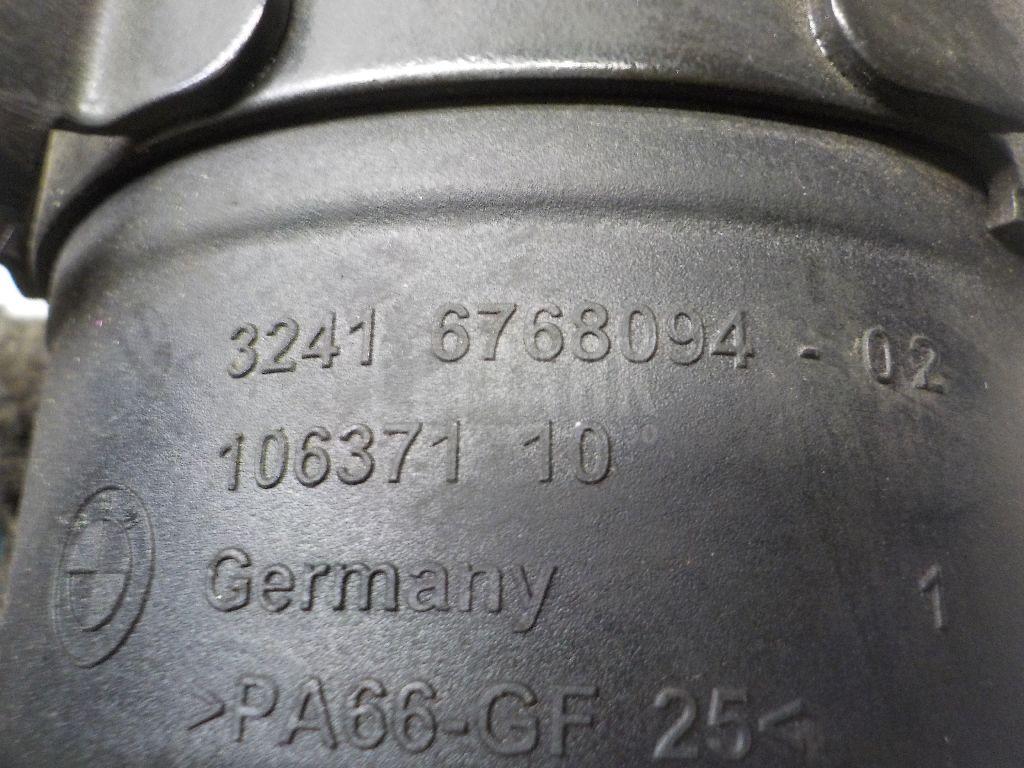 3241 6768094 - 02
106371 10
Germany 1
>PA66-GF 25<